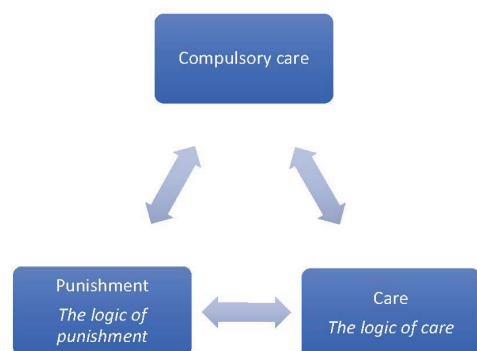 Compulsory care
Punishment
The logic of
punishment
Care
The logic of care